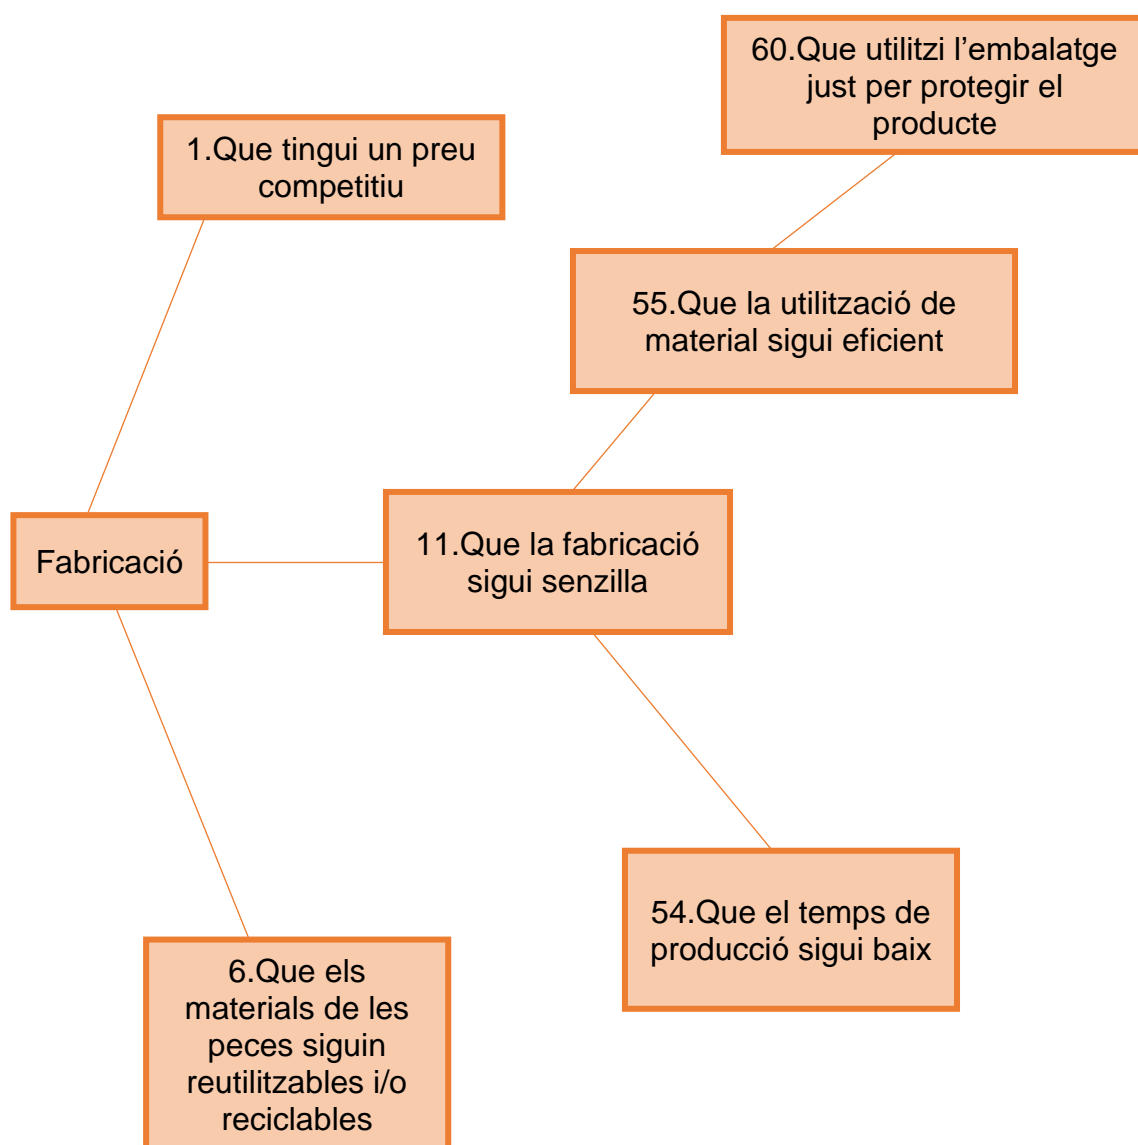 60.Que utilitzi l’embalatge
just per protegir el
producte
1.Que tingui un preu
competitiu
55.Que la utilització de
material sigui eficient
Fabricació
11.Que la fabricació
sigui senzilla
54.Que el temps de
producció sigui baix
6.Que els
materials de les
peces siguin
reutilitzables i/o
reciclables